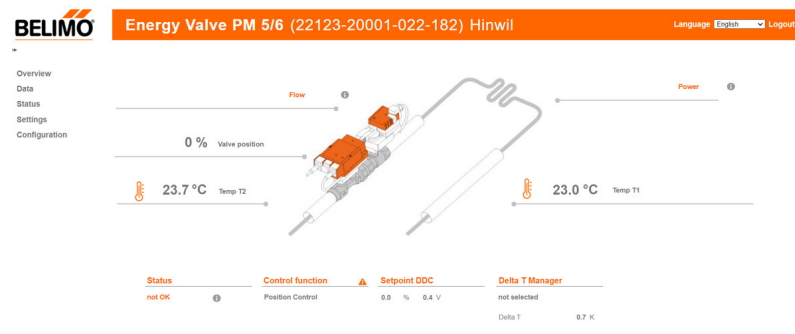 BELIMO®
Energy Valve PM 5/6 (22123-20001-022-182) Hinwil
Language English Logout
Overview
Data
Status
Settings
Configuration
Flow
Power
0 % Valve position
23.7 °C Temp T2
23.0 °C Temp T1
Status
not OK
Control function
Position Control
Setpoint DDC
0.0 % 0.4 V
Delta T Manager
not selected
Delta T 0.7 K